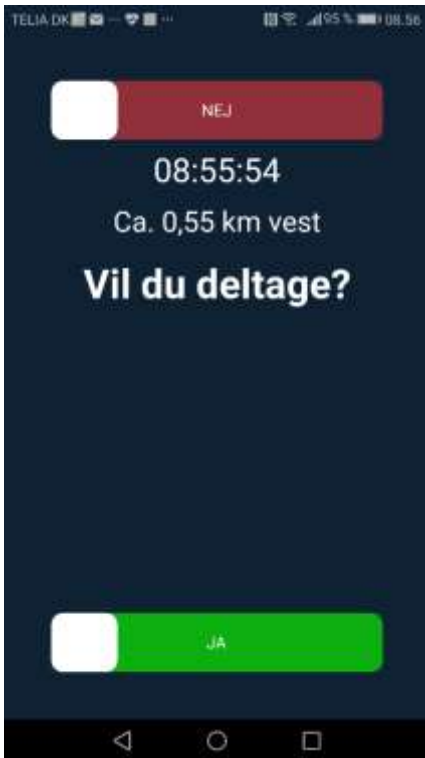 TELIA DK 95 % 08.56
NEJ
08:55:54
Ca. 0,55 km vest
Vil du deltage?
JA